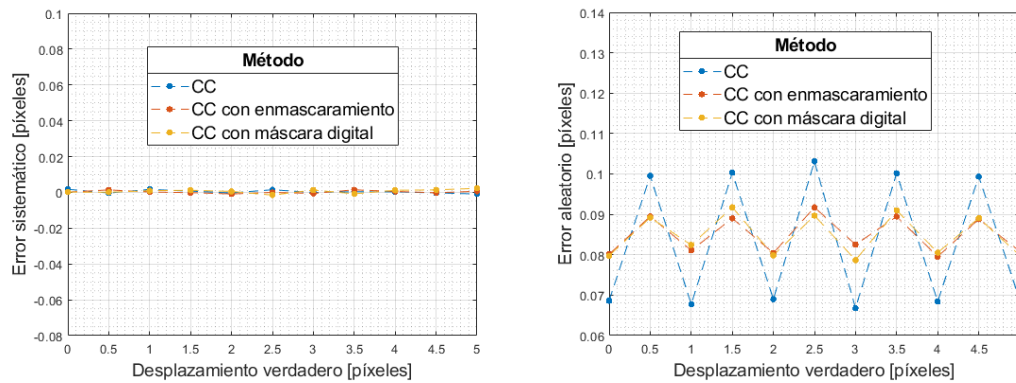 0.1
0.08
0.06
0.04
0.02
0
-0.02
-0.04
-0.06
-0.08
Error sistemático [píxeles]
Método
CC
CC con enmascaramiento
CC con máscara digital
0 0.5 1 1.5 2 2.5 3 3.5 4 4.5 5
Desplazamiento verdadero [píxeles]
0.14
0.13
0.12
0.11
0.1
0.09
0.08
0.07
0.06
Error aleatorio [píxeles]
Método
CC
CC con enmascaramiento
CC con máscara digital
0 0.5 1 1.5 2 2.5 3 3.5 4 4.5
Desplazamiento verdadero [píxeles]